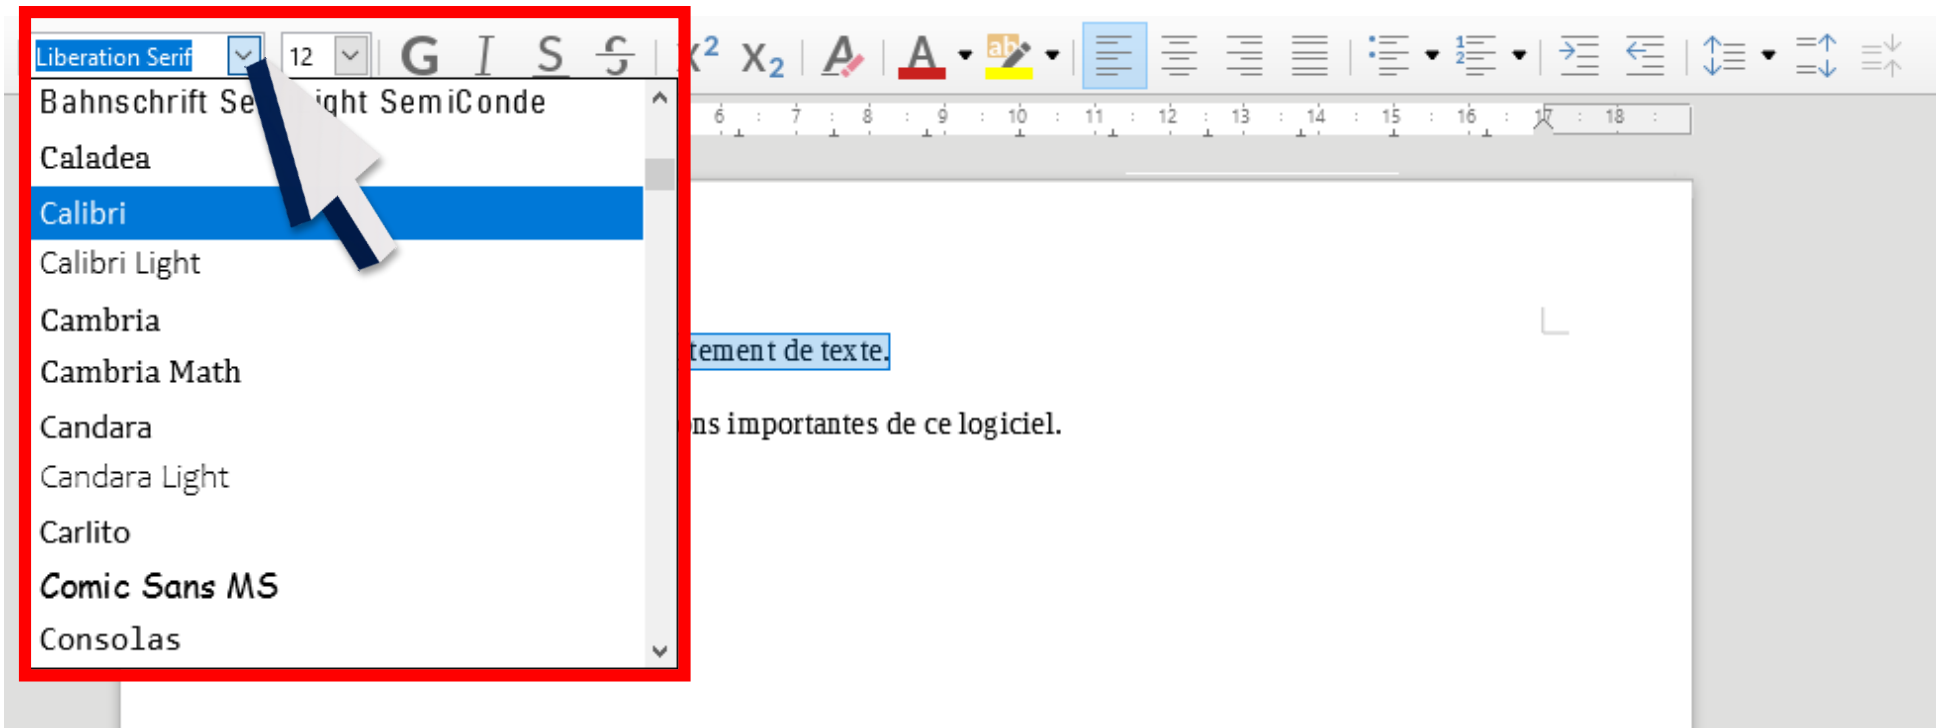 Liberation Serif 12 G I S S X² X₂ A A ab
Bahnschrift Se ight SemiConde
6 7 8 9 10 11 12 13 14 15 16 17 18
Caladea
Calibri
Calibri Light
Cambria
tement de texte.
Cambria Math
Candara
ns importantes de ce logiciel.
Candara Light
Carlito
Comic Sans MS
Consolas